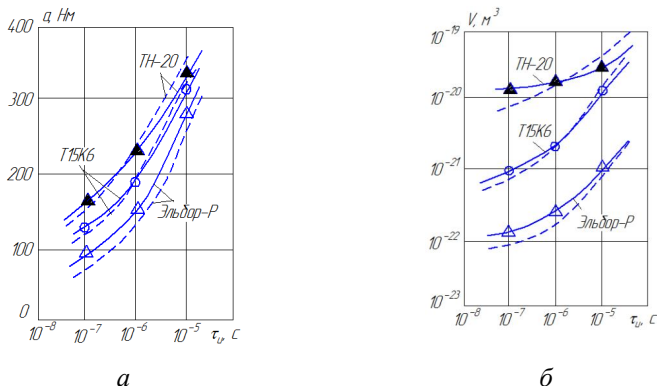 a, Нм
400
300
200
100
0
ТН-20
Т15К6
Эльбор-Р
10⁻⁸
10⁻⁷
10⁻⁶
10⁻⁵
τи, с
а
V, м³
10⁻¹⁹
10⁻²⁰
10⁻²¹
10⁻²²
10⁻²³
ТН-20
Т15К6
Эльбор-Р
10⁻⁸
10⁻⁷
10⁻⁶
10⁻⁵
τи, с
б